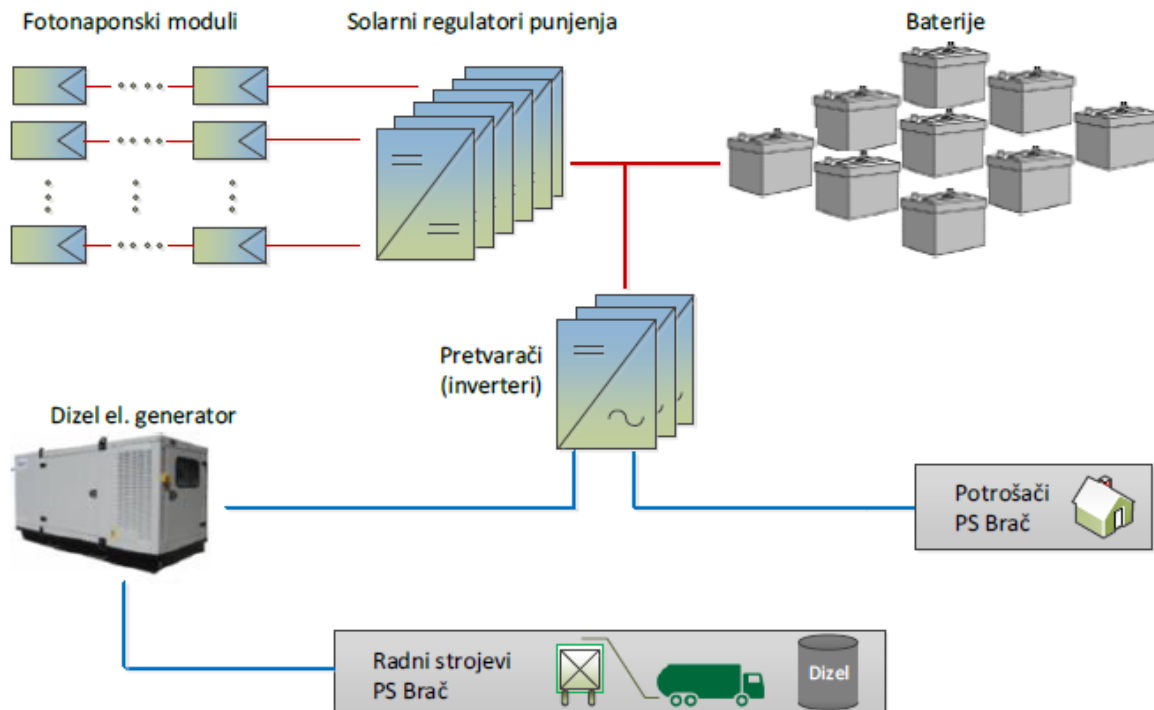 Fotonaponski moduli
Solarni regulatori punjenja
Baterije
Pretvarači
(inverteri)
Dizel el. generator
Potrošači
PS Brač
Radni strojevi
PS Brač
Dizel